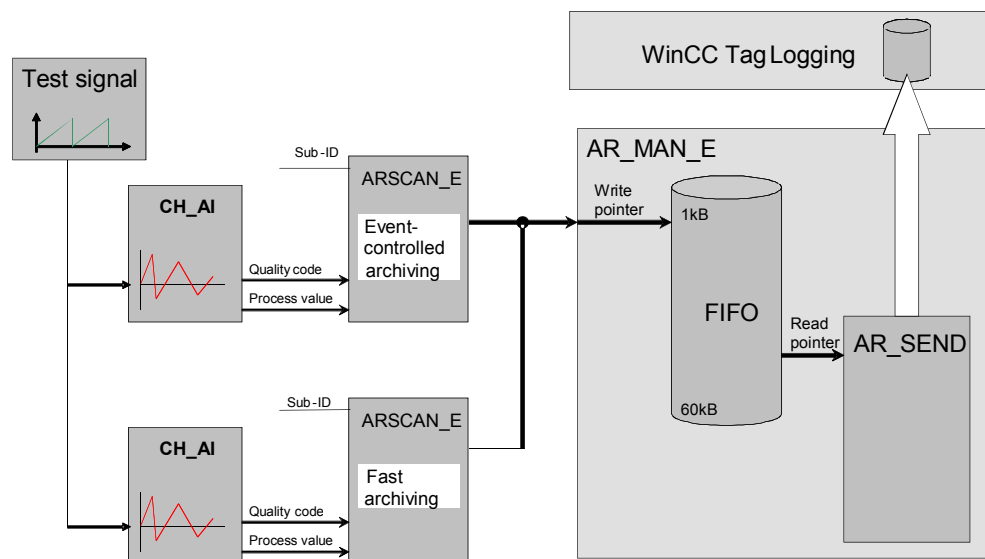 WinCC Tag Logging
Test signal
AR_MAN_E
Sub-ID
ARSCAN_E
Write
pointer
1kB
CH_AI
Event-
controlled
archiving
Quality code
Process value
FIFO
Read
pointer
AR_SEND
60kB
Sub-ID
ARSCAN_E
CH_AI
Fast
archiving
Quality code
Process value